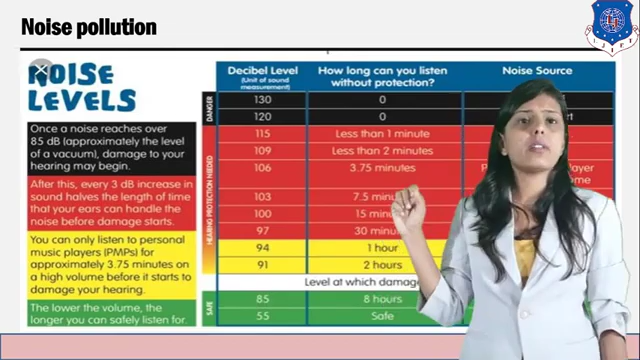 Noise pollution
NOISE
LEVELS
Once a noise reaches over
85 dB (approximately the level
of a vacuum), damage to your
hearing may begin.
After this, every 3 dB increase in
sound halves the length of time
that your ears can handle the
noise before damage starts.
You can only listen to personal
music players (PMPs) for
approximately 3.75 minutes on
a high volume before it starts to
damage your hearing.
The lower the volume, the
longer you can safely listen for.
Decibel Level
(Unit of sound
measurement)
How long can you listen
without protection?
Noise Source
DANGER
130 0
120 0
HEARING PROTECTION NEEDED
115 Less than 1 minute
109 Less than 2 minutes
106 3.75 minutes
103 7.5
100 15
97 30
94 1 hour
91 2 hours
Level at which
SAFE
85 8 hours
55 Safe